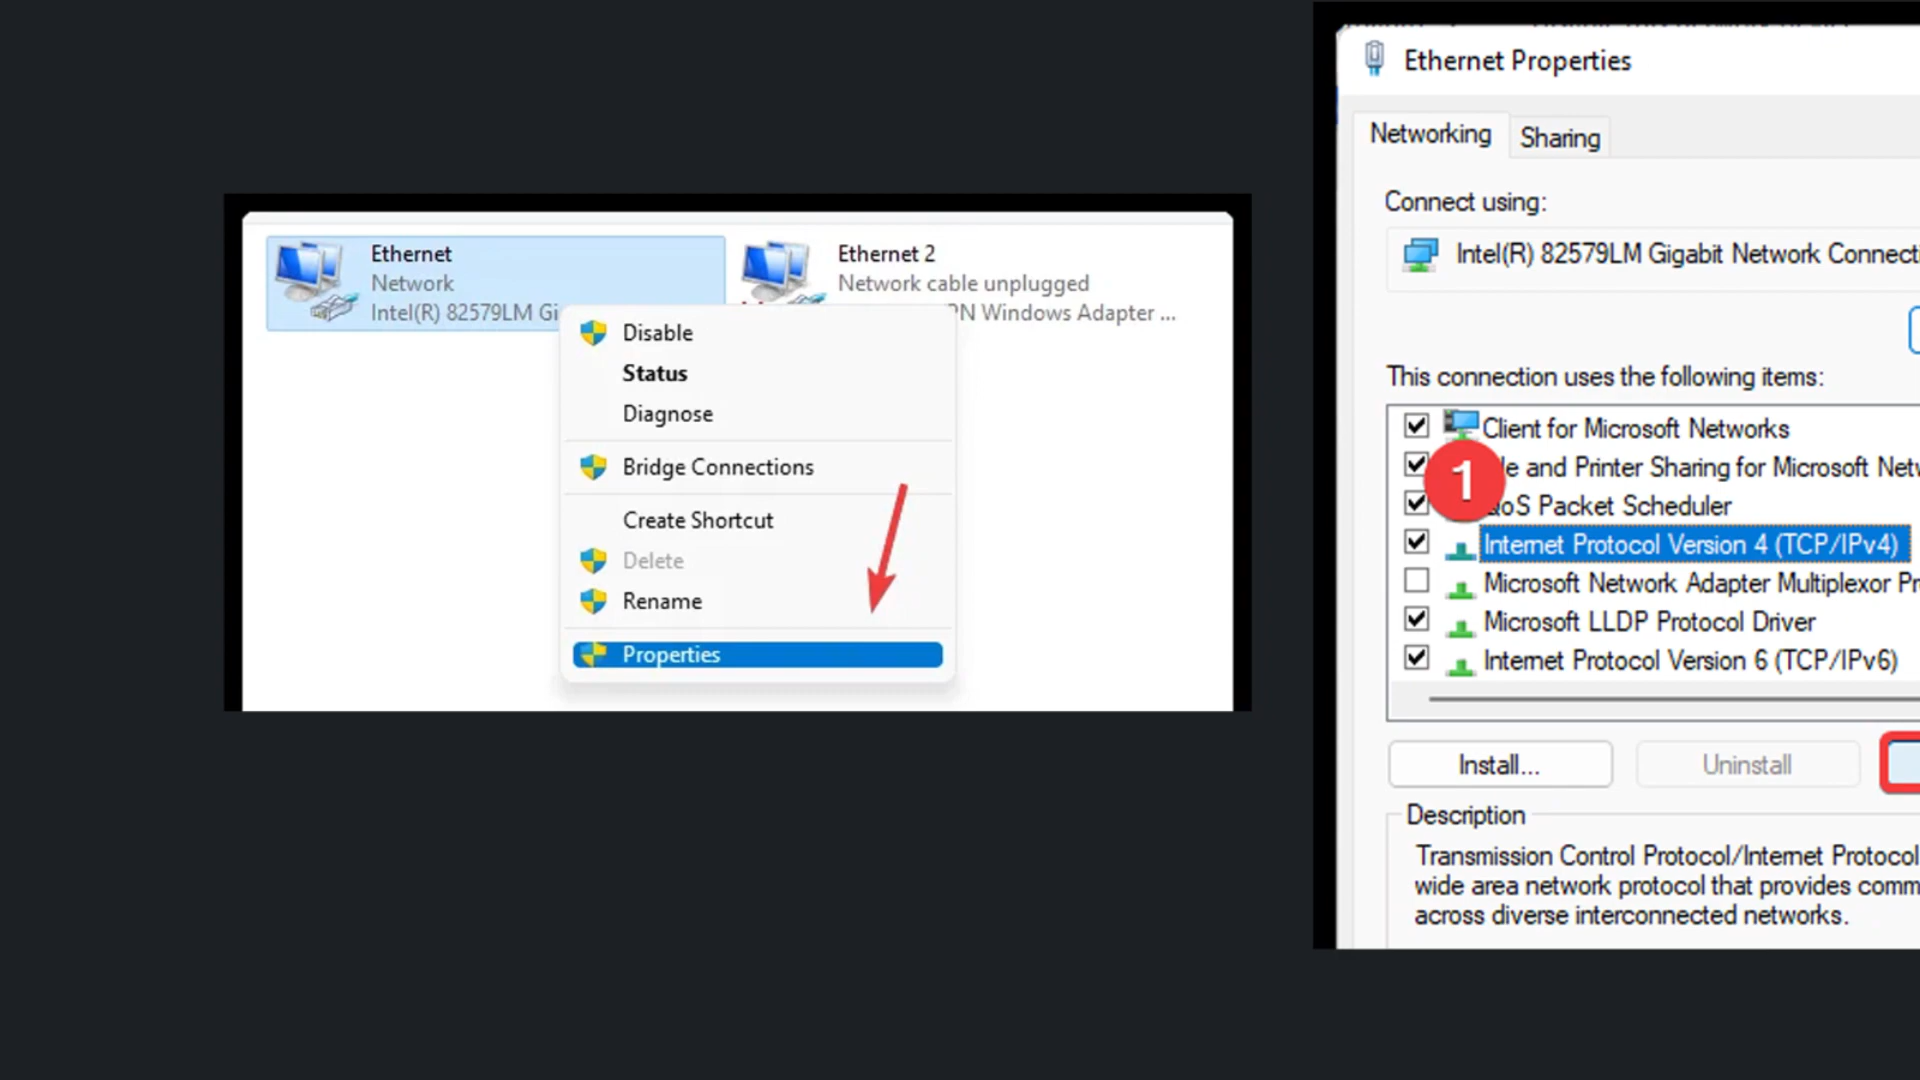 Ethernet
Network
Intel(R) 82579LM Gi
Ethernet 2
Network cable unplugged
Windows Adapter ...
Disable
Status
Diagnose
Bridge Connections
Create Shortcut
Delete
Rename
Properties
Ethernet Properties
Networking
Sharing
Connect using:
Intel(R) 82579LM Gigabit Network Connecti
This connection uses the following items:
Client for Microsoft Networks
1
and Printer Sharing for Microsoft Netw
QoS Packet Scheduler
Internet Protocol Version 4 (TCP/IPv4)
Microsoft Network Adapter Multiplexor Pr
Microsoft LLDP Protocol Driver
Internet Protocol Version 6 (TCP/IPv6)
Install...
Uninstall
Description
Transmission Control Protocol/Internet Protocol
wide area network protocol that provides comm
across diverse interconnected networks.